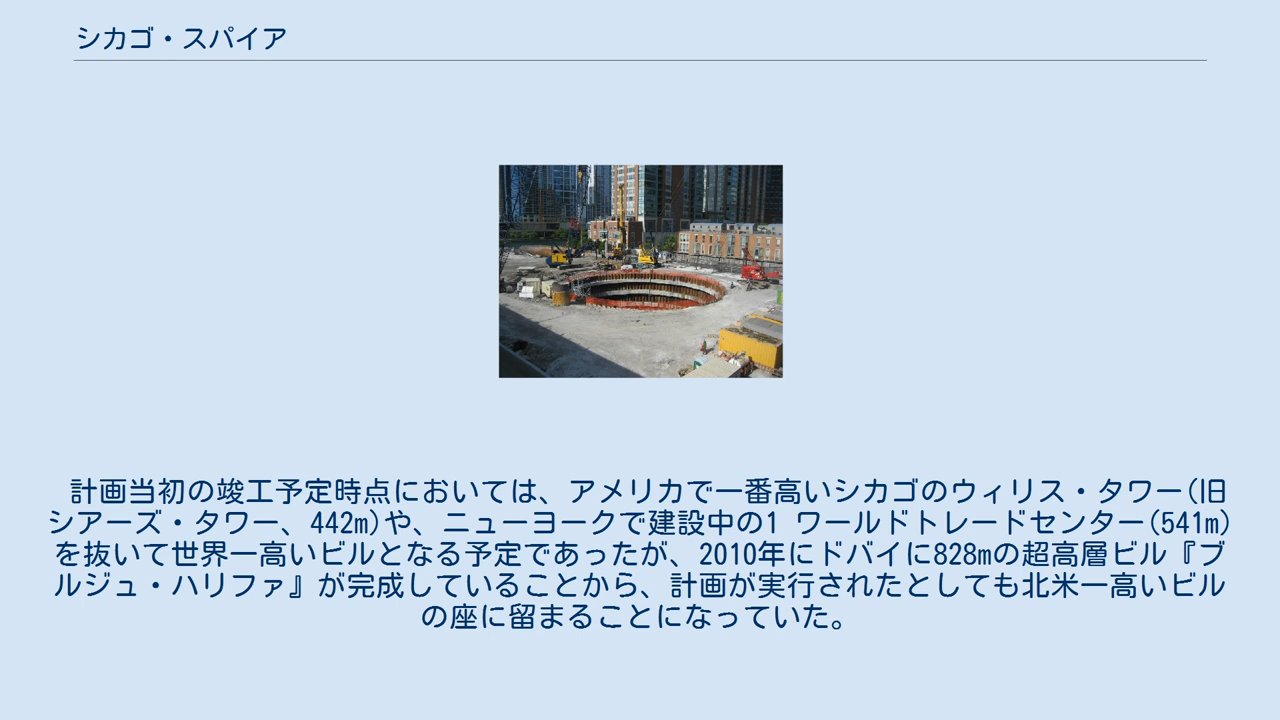 シカゴ・スパイア
計画当初の竣工予定時点においては、アメリカで一番高いシカゴのウィリス・タワー(旧
シアーズ・タワー、442m)や、ニューヨークで建設中の1 ワールドトレードセンター(541m)
を抜いて世界一高いビルとなる予定であったが、2010年にドバイに828mの超高層ビル『ブ
ルジュ・ハリファ』が完成していることから、計画が実行されたとしても北米一高いビル
の座に留まることになっていた。